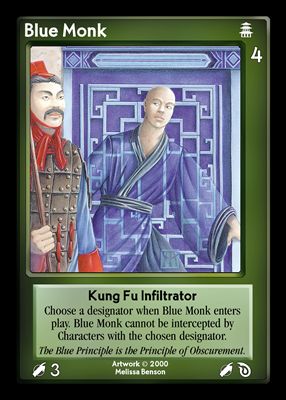 Blue Monk
4
Kung Fu Infiltrator
Choose a designator when Blue Monk enters
play. Blue Monk cannot be intercepted by
Characters with the chosen designator.
The Blue Principle is the Principle of Obscurement.
Artwork © 2000
Melissa Benson
3